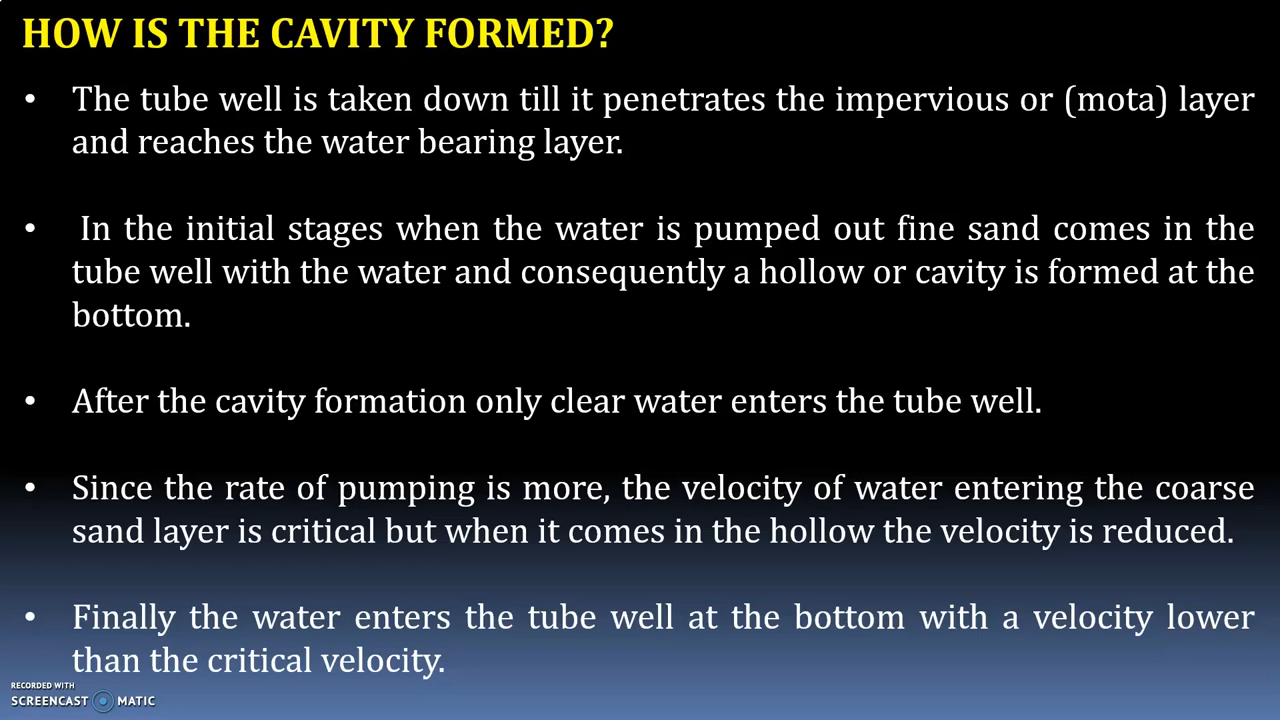 HOW IS THE CAVITY FORMED?
• The tube well is taken down till it penetrates the impervious or (mota) layer
and reaches the water bearing layer.
• In the initial stages when the water is pumped out fine sand comes in the
tube well with the water and consequently a hollow or cavity is formed at the
bottom.
• After the cavity formation only clear water enters the tube well.
• Since the rate of pumping is more, the velocity of water entering the coarse
sand layer is critical but when it comes in the hollow the velocity is reduced.
• Finally the water enters the tube well at the bottom with a velocity lower
than the critical velocity.
RECORDED WITH
SCREENCAST MATIC